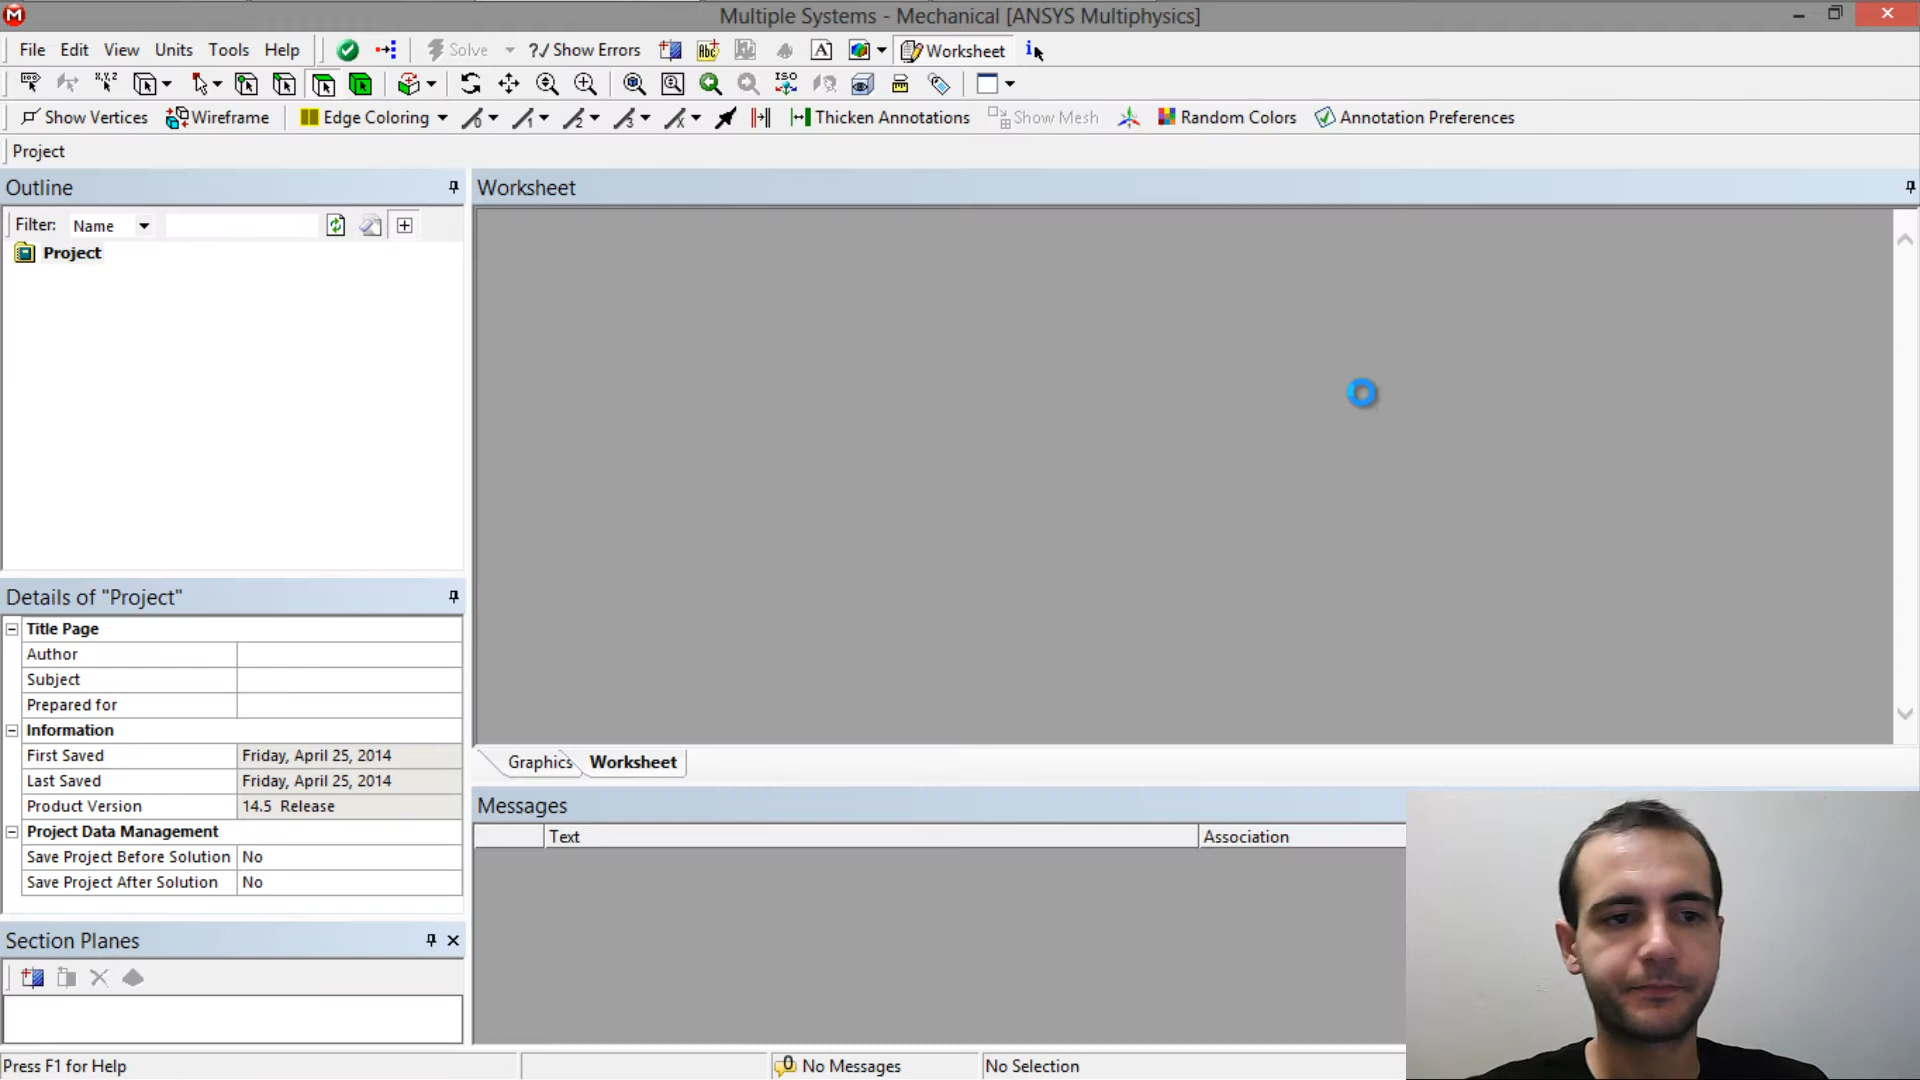 Multiple Systems - Mechanical [ANSYS Multiphysics]
File Edit View Units Tools Help Solve ?/ Show Errors Worksheet
Show Vertices Wireframe Edge Coloring Thicken Annotations Show Mesh Random Colors Annotation Preferences
Project
Outline
Filter: Name
Project
Details of "Project"
Title Page
Author
Subject
Prepared for
Information
First Saved Friday, April 25, 2014
Last Saved Friday, April 25, 2014
Product Version 14.5 Release
Project Data Management
Save Project Before Solution No
Save Project After Solution No
Section Planes
Worksheet
Graphics Worksheet
Messages
Text Association
Press F1 for Help
0 No Messages
No Selection